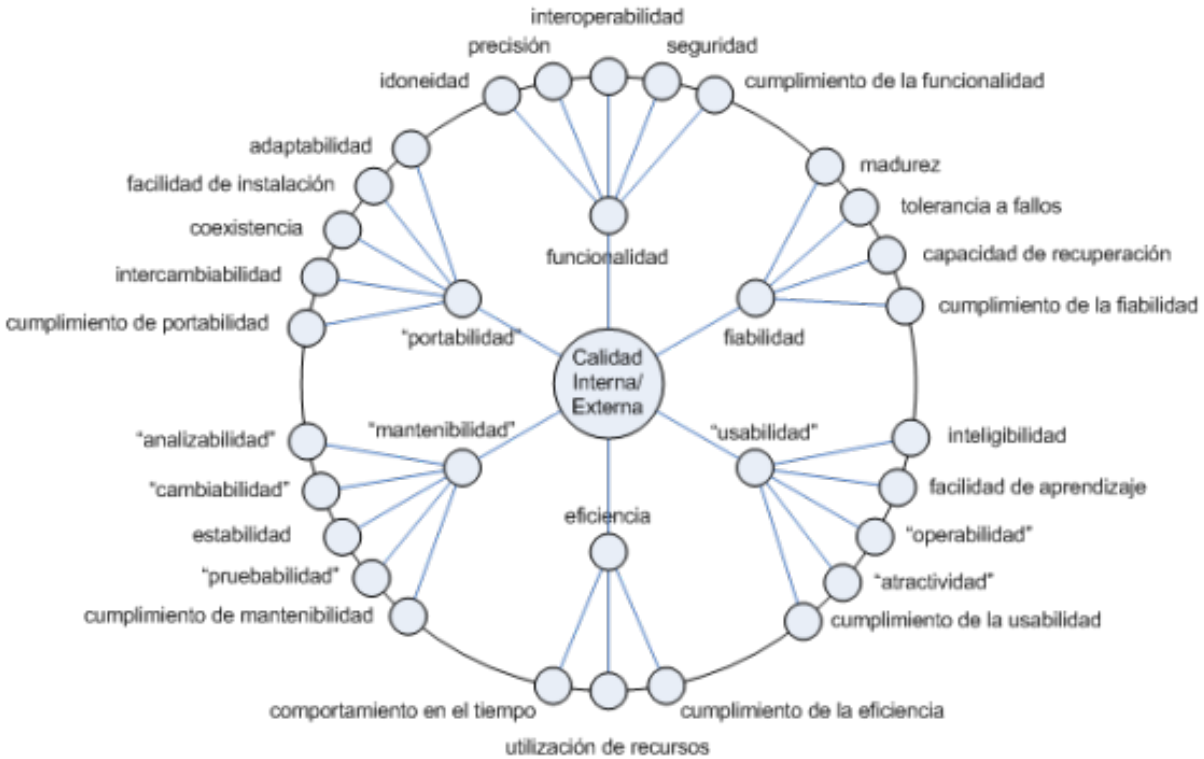 interoperabilidad
precisión
seguridad
idoneidad
cumplimiento de la funcionalidad
adaptabilidad
madurez
facilidad de instalación
tolerancia a fallos
coexistencia
capacidad de recuperación
funcionalidad
intercambiabilidad
cumplimiento de la fiabilidad
cumplimiento de portabilidad
"portabilidad"
fiabilidad
Calidad
Interna/
Externa
"mantenibilidad"
"usabilidad"
"analizabilidad"
inteligibilidad
"cambiabilidad"
facilidad de aprendizaje
eficiencia
estabilidad
"operabilidad"
"pruebabilidad"
"atractividad"
cumplimiento de mantenibilidad
cumplimiento de la usabilidad
comportamiento en el tiempo
cumplimiento de la eficiencia
utilización de recursos